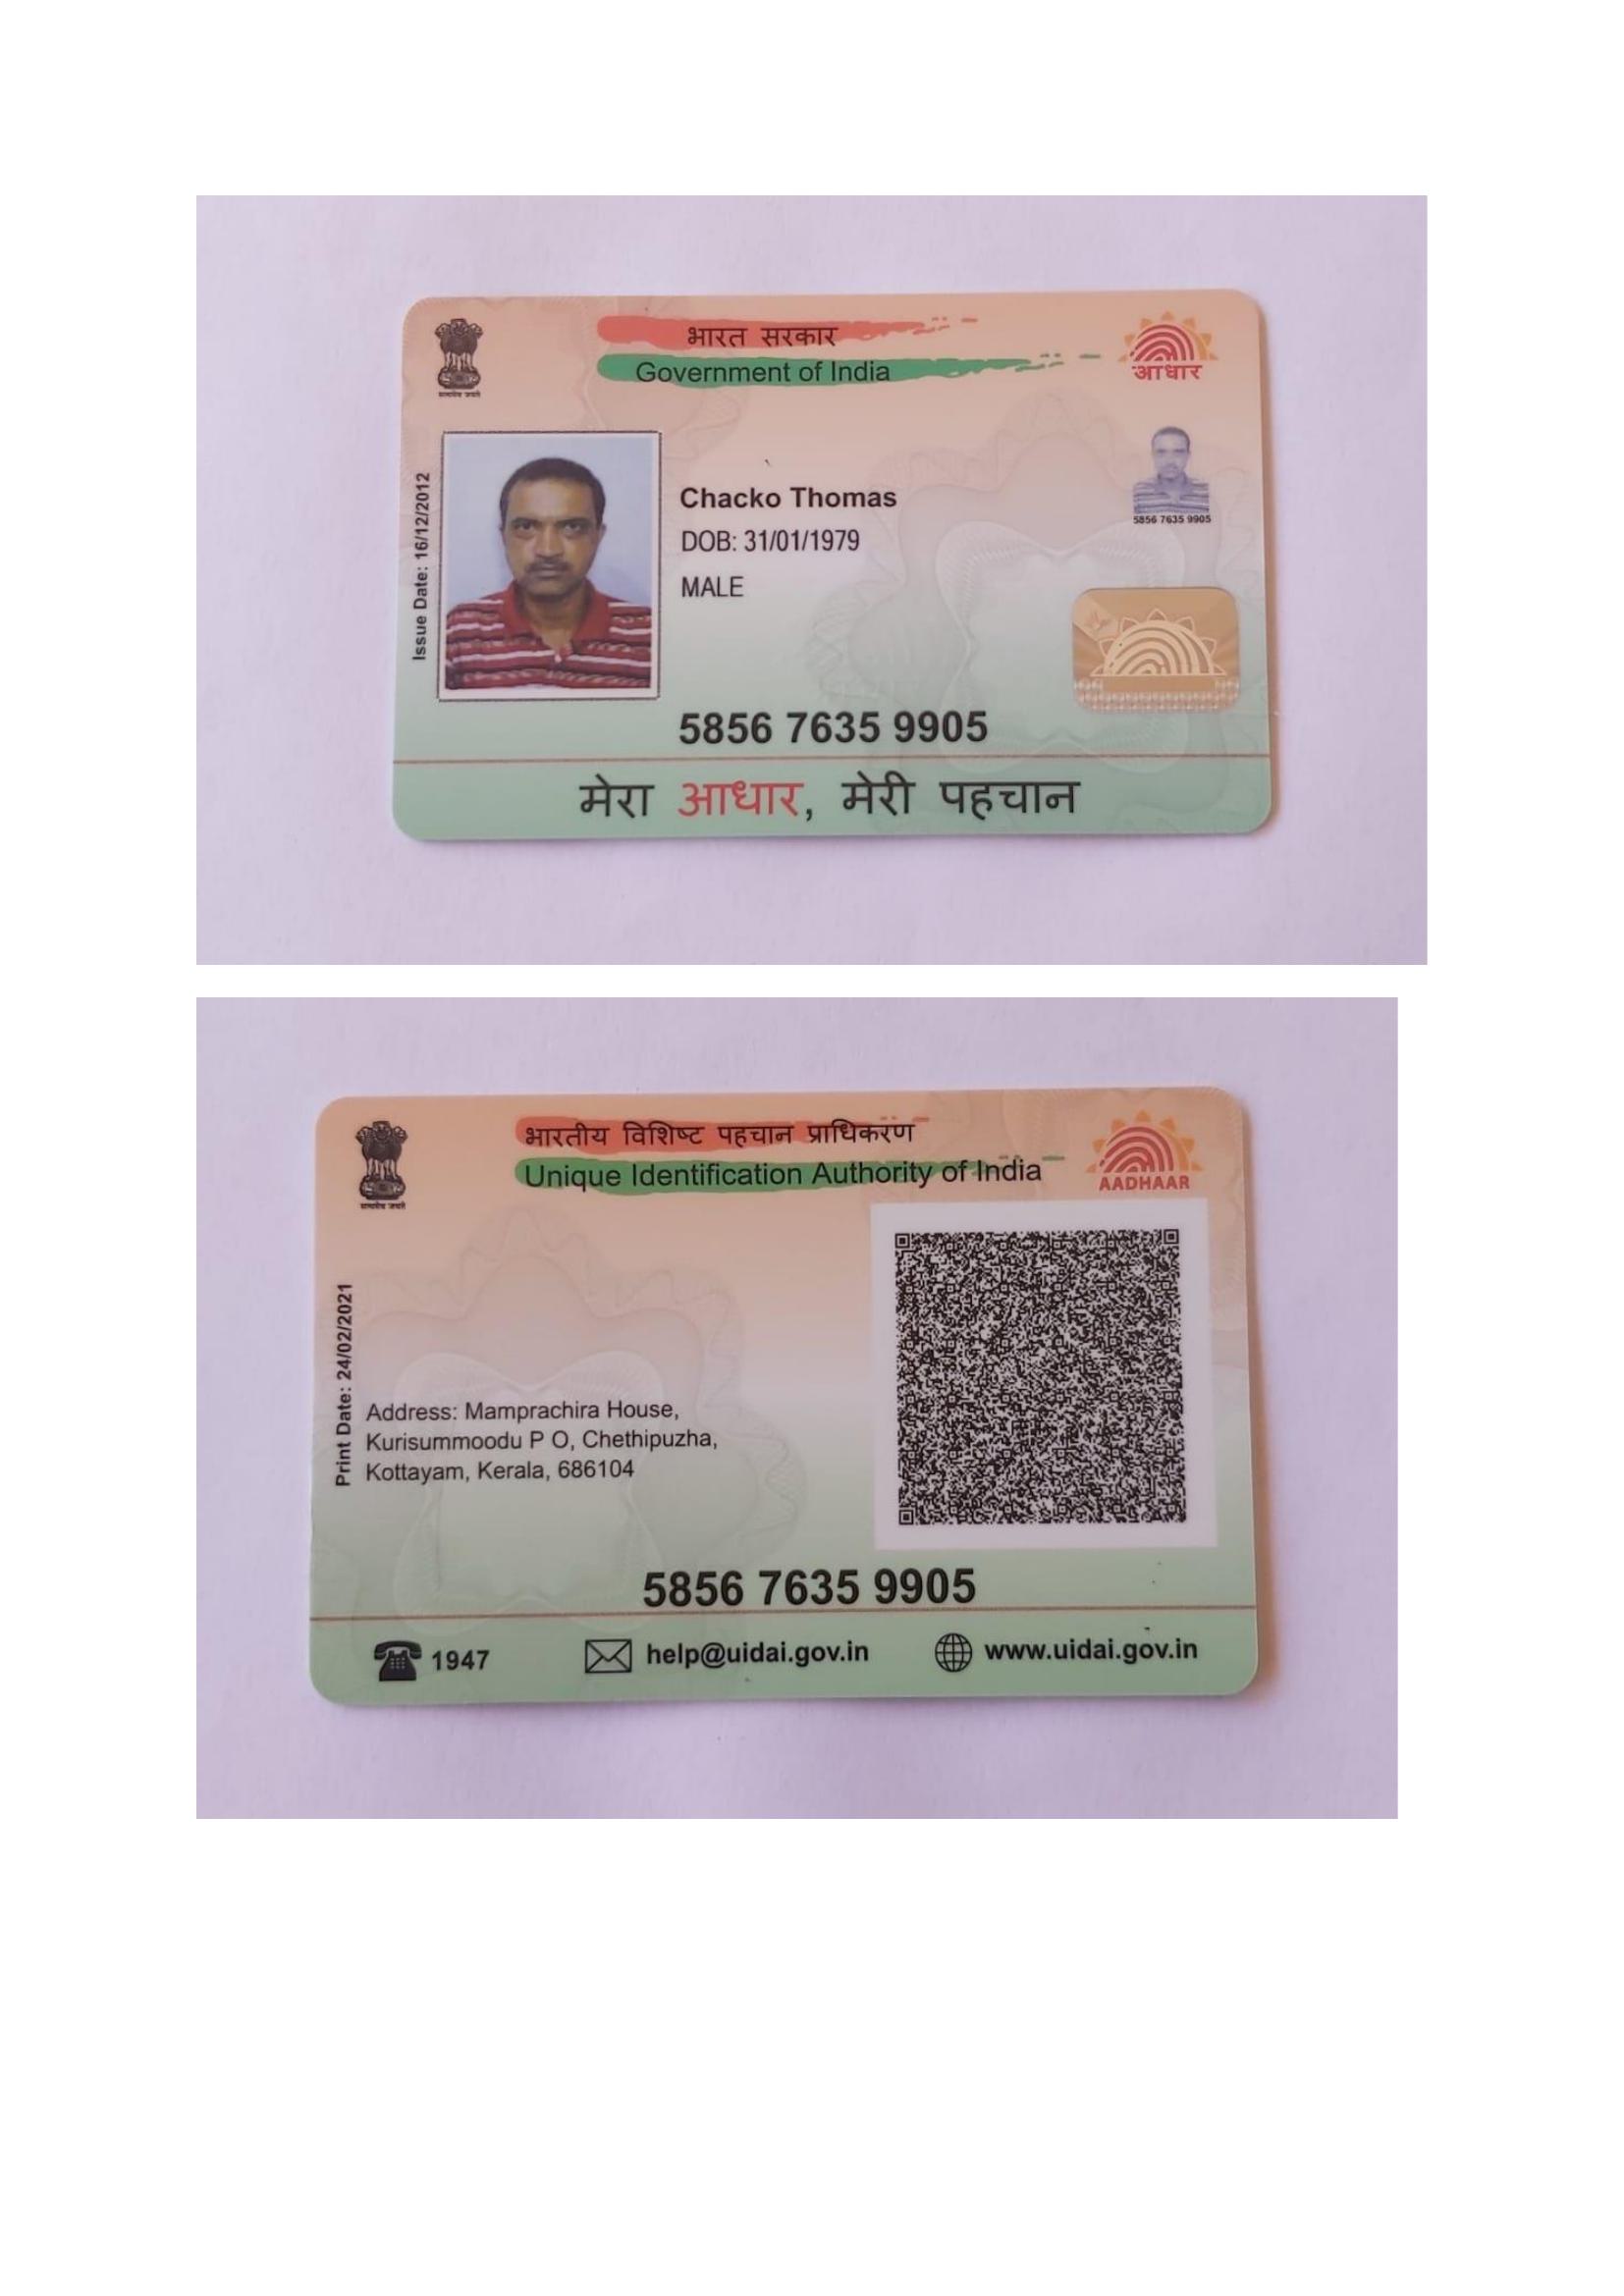 भारत सरकार
Government of India
आधार
सत्यमेव जयते
Issue Date: 16/12/2012
Chacko Thomas
DOB: 31/01/1979
MALE
5856 7635 9905
5856 7635 9905
मेरा आधार, मेरी पहचान
भारतीय विशिष्ट पहचान प्राधिकरण
Unique Identification Authority of India
AADHAAR
सत्यमेव जयते
Print Date: 24/02/2021
Address: Mamprachira House,
Kurisummoodu P O, Chethipuzha,
Kottayam, Kerala, 686104
5856 7635 9905
1947
help@uidai.gov.in
www.uidai.gov.in